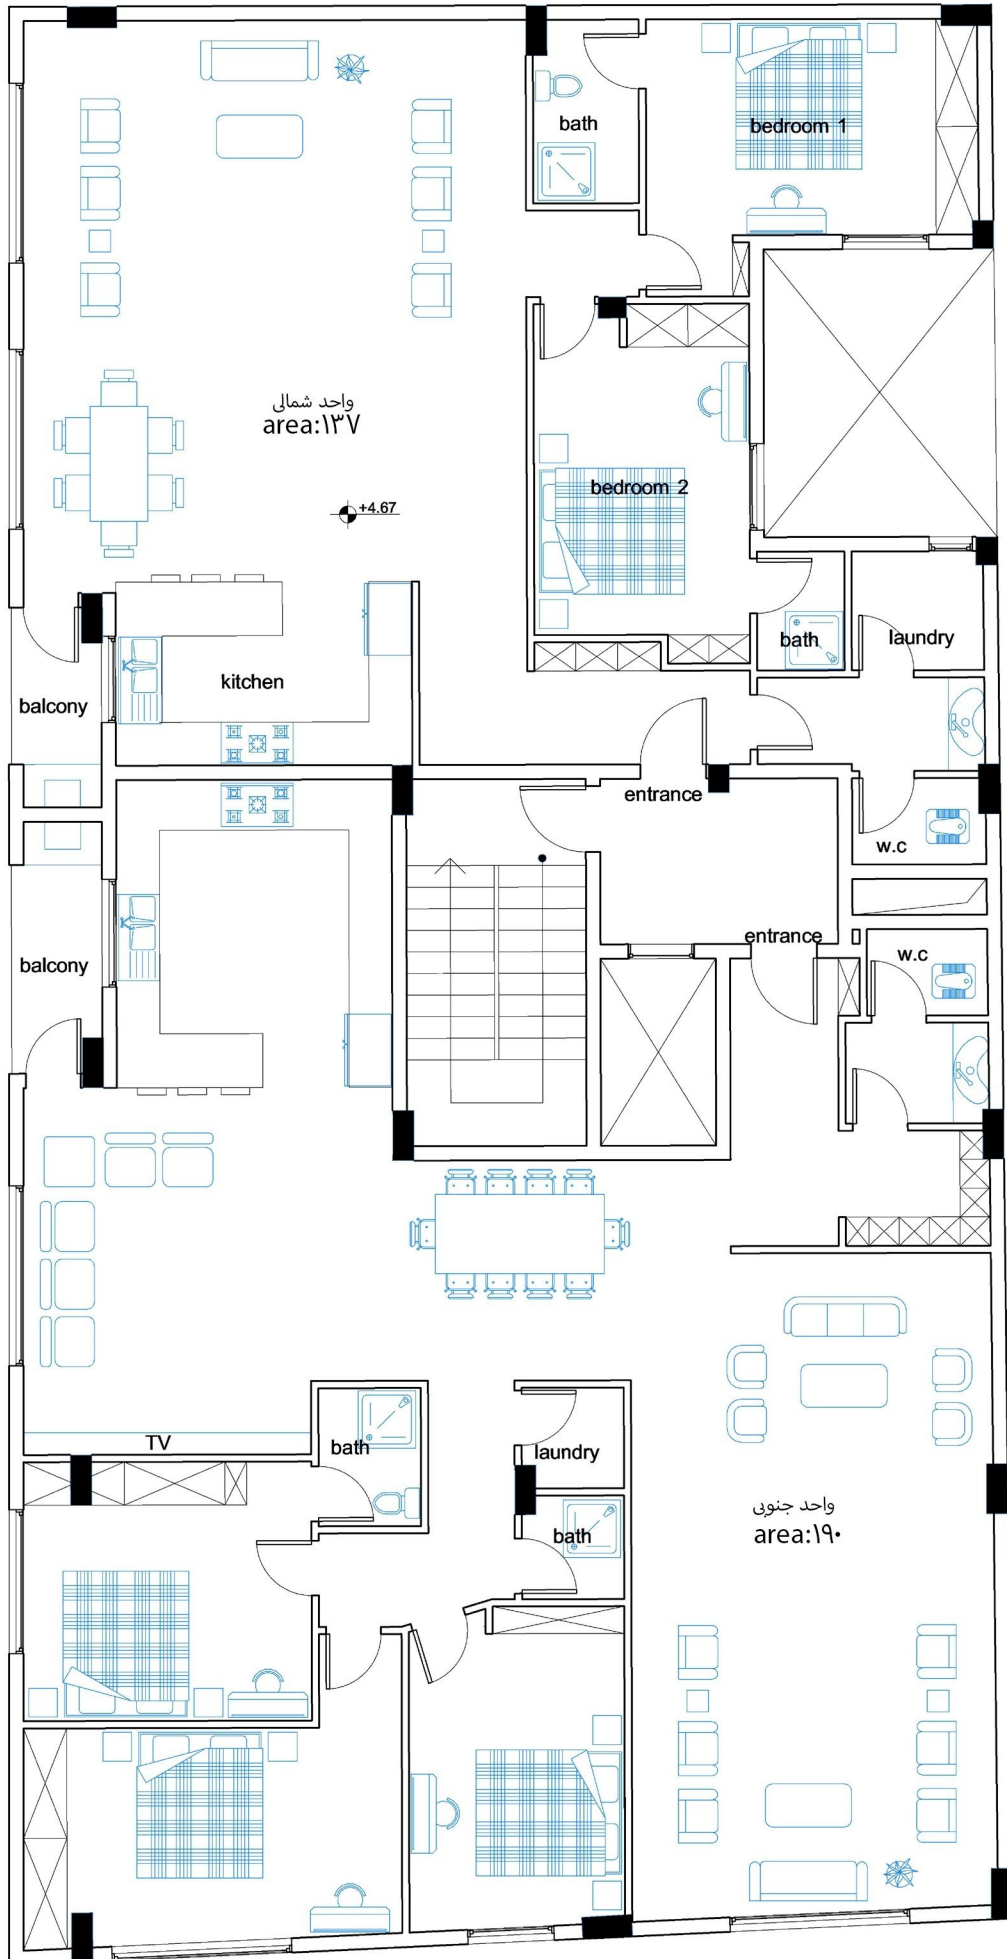 bath
bedroom 1
واحد شمالی
area:۱۳۷
bedroom 2
+4.67
bath
laundry
kitchen
balcony
entrance
w.c
entrance
w.c
balcony
TV
bath
laundry
واحد جنوبی
area:۱۹۰
bath